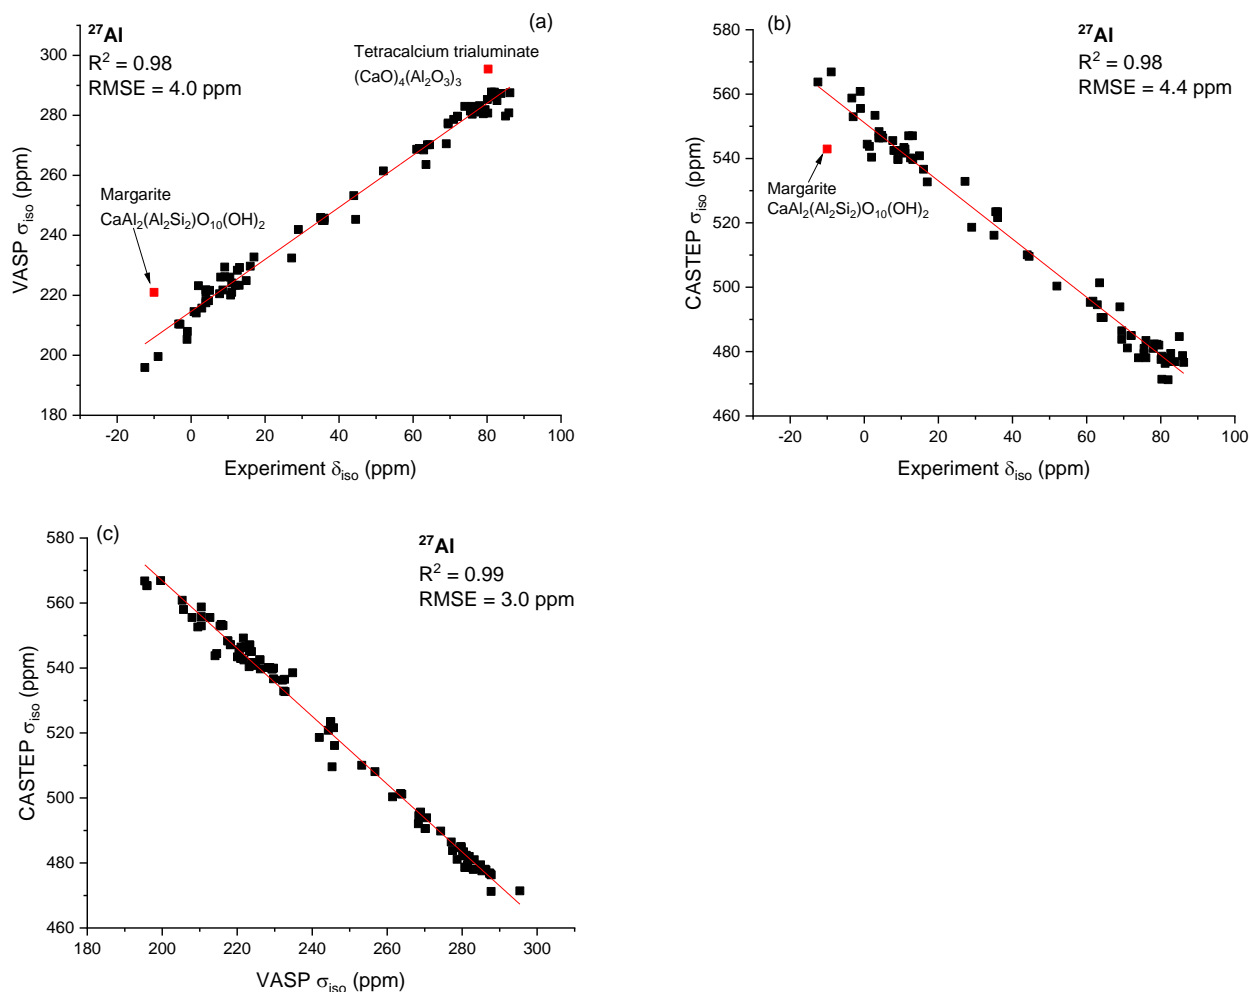 (a)
²⁷Al
R² = 0.98
RMSE = 4.0 ppm
Tetracalcium trialuminate
(CaO)₄(Al₂O₃)₃
Margarite
CaAl₂(Al₂Si₂)O₁₀(OH)₂
VASP σiso (ppm)
300
280
260
240
220
200
180
-20 0 20 40 60 80 100
Experiment δiso (ppm)
(b)
²⁷Al
R² = 0.98
RMSE = 4.4 ppm
Margarite
CaAl₂(Al₂Si₂)O₁₀(OH)₂
CASTEP σiso (ppm)
580
560
540
520
500
480
460
-20 0 20 40 60 80 100
Experiment δiso (ppm)
(c)
²⁷Al
R² = 0.99
RMSE = 3.0 ppm
CASTEP σiso (ppm)
580
560
540
520
500
480
460
180 200 220 240 260 280 300
VASP σiso (ppm)